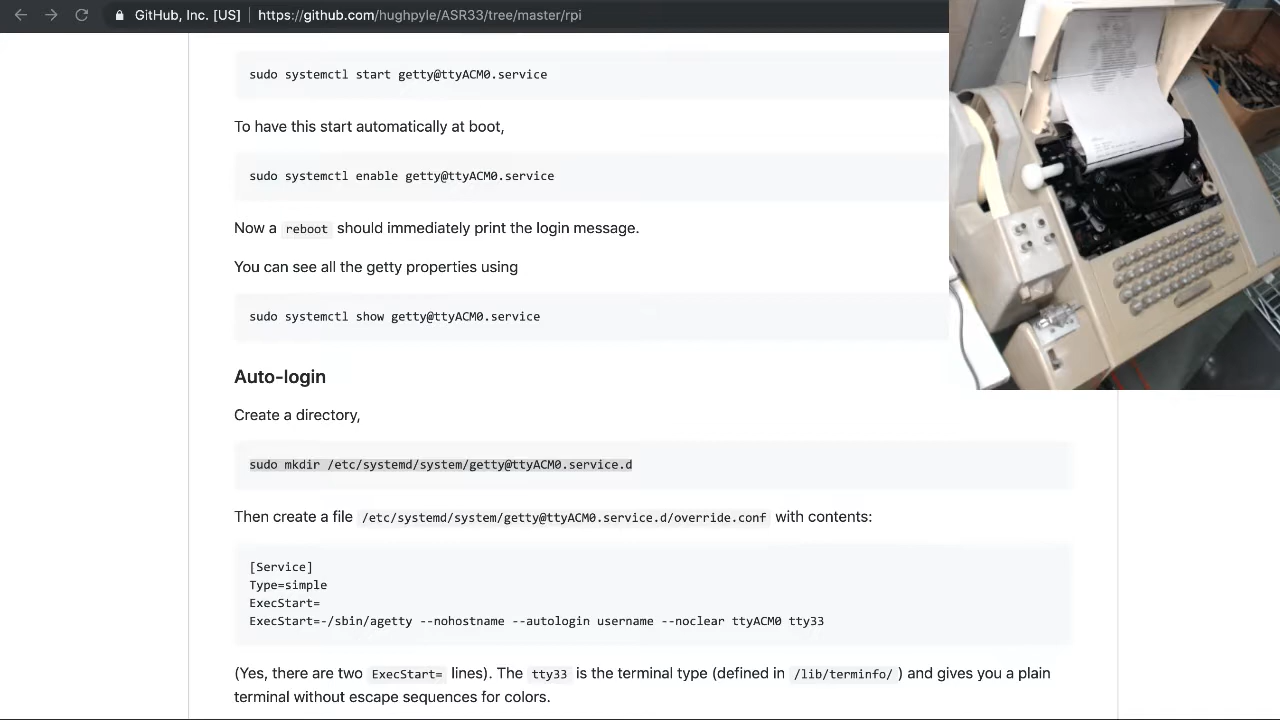 GitHub, Inc. [US] | https://github.com/hughpyle/ASR33/tree/master/rpi
sudo systemctl start getty@ttyACM0.service
To have this start automatically at boot,
sudo systemctl enable getty@ttyACM0.service
Now a reboot should immediately print the login message.
You can see all the getty properties using
sudo systemctl show getty@ttyACM0.service
Auto-login
Create a directory,
sudo mkdir /etc/systemd/system/getty@ttyACM0.service.d
Then create a file /etc/systemd/system/getty@ttyACM0.service.d/override.conf with contents:
[Service]
Type=simple
ExecStart=
ExecStart=-/sbin/agetty --nohostname --autologin username --noclear ttyACM0 tty33
(Yes, there are two ExecStart= lines). The tty33 is the terminal type (defined in /lib/terminfo/ ) and gives you a plain
terminal without escape sequences for colors.